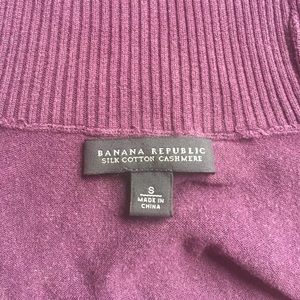 BANANA REPUBLIC
SILK COTTON CASHMERE
S
MADE IN
CHINA